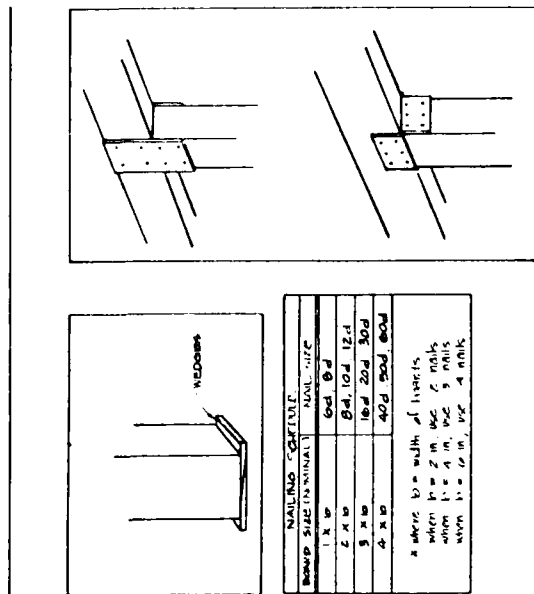 WEDGES
NAILING SCHEDULE
BOARD SIZE (NOMINAL) NAIL SIZE
1 x b 6d, 8d
2 x b 8d, 10d, 12d
3 x b 16d 20d 30d
4 x b 40d 50d, 60d
* where b = width of boards
when b = 2 in, use 2 nails
when b = 4 in, use 3 nails
when b = 6 in, use 4 nails